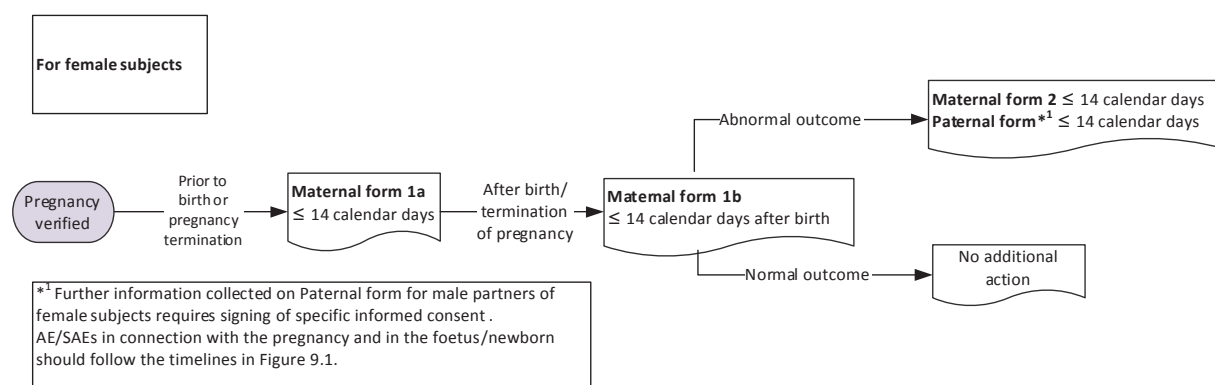 For female subjects
Maternal form 2 ≤ 14 calendar days
Paternal form*1 ≤ 14 calendar days
Abnormal outcome
Pregnancy
verified
Prior to
birth or
pregnancy
termination
Maternal form 1a
≤ 14 calendar days
After birth/
termination
of pregnancy
Maternal form 1b
≤ 14 calendar days after birth
Normal outcome
No additional
action
*1 Further information collected on Paternal form for male partners of
female subjects requires signing of specific informed consent .
AE/SAEs in connection with the pregnancy and in the foetus/newborn
should follow the timelines in Figure 9.1.